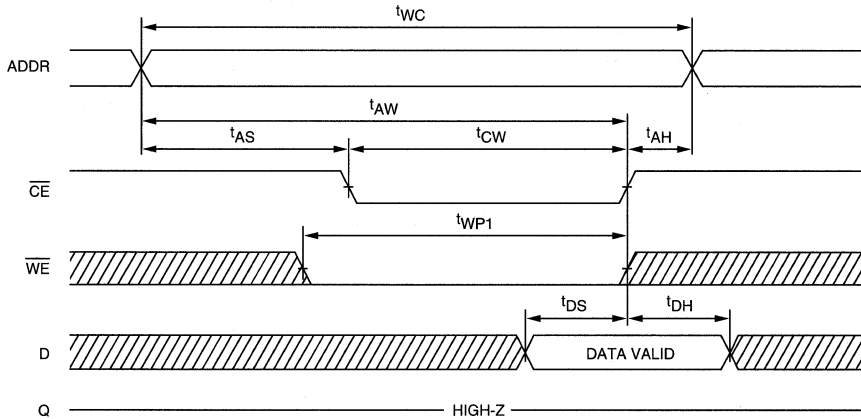 tWC
ADDR
tAW
tAS tCW tAH
CE
tWP1
WE
tDS tDH
D DATA VALID
Q HIGH-Z